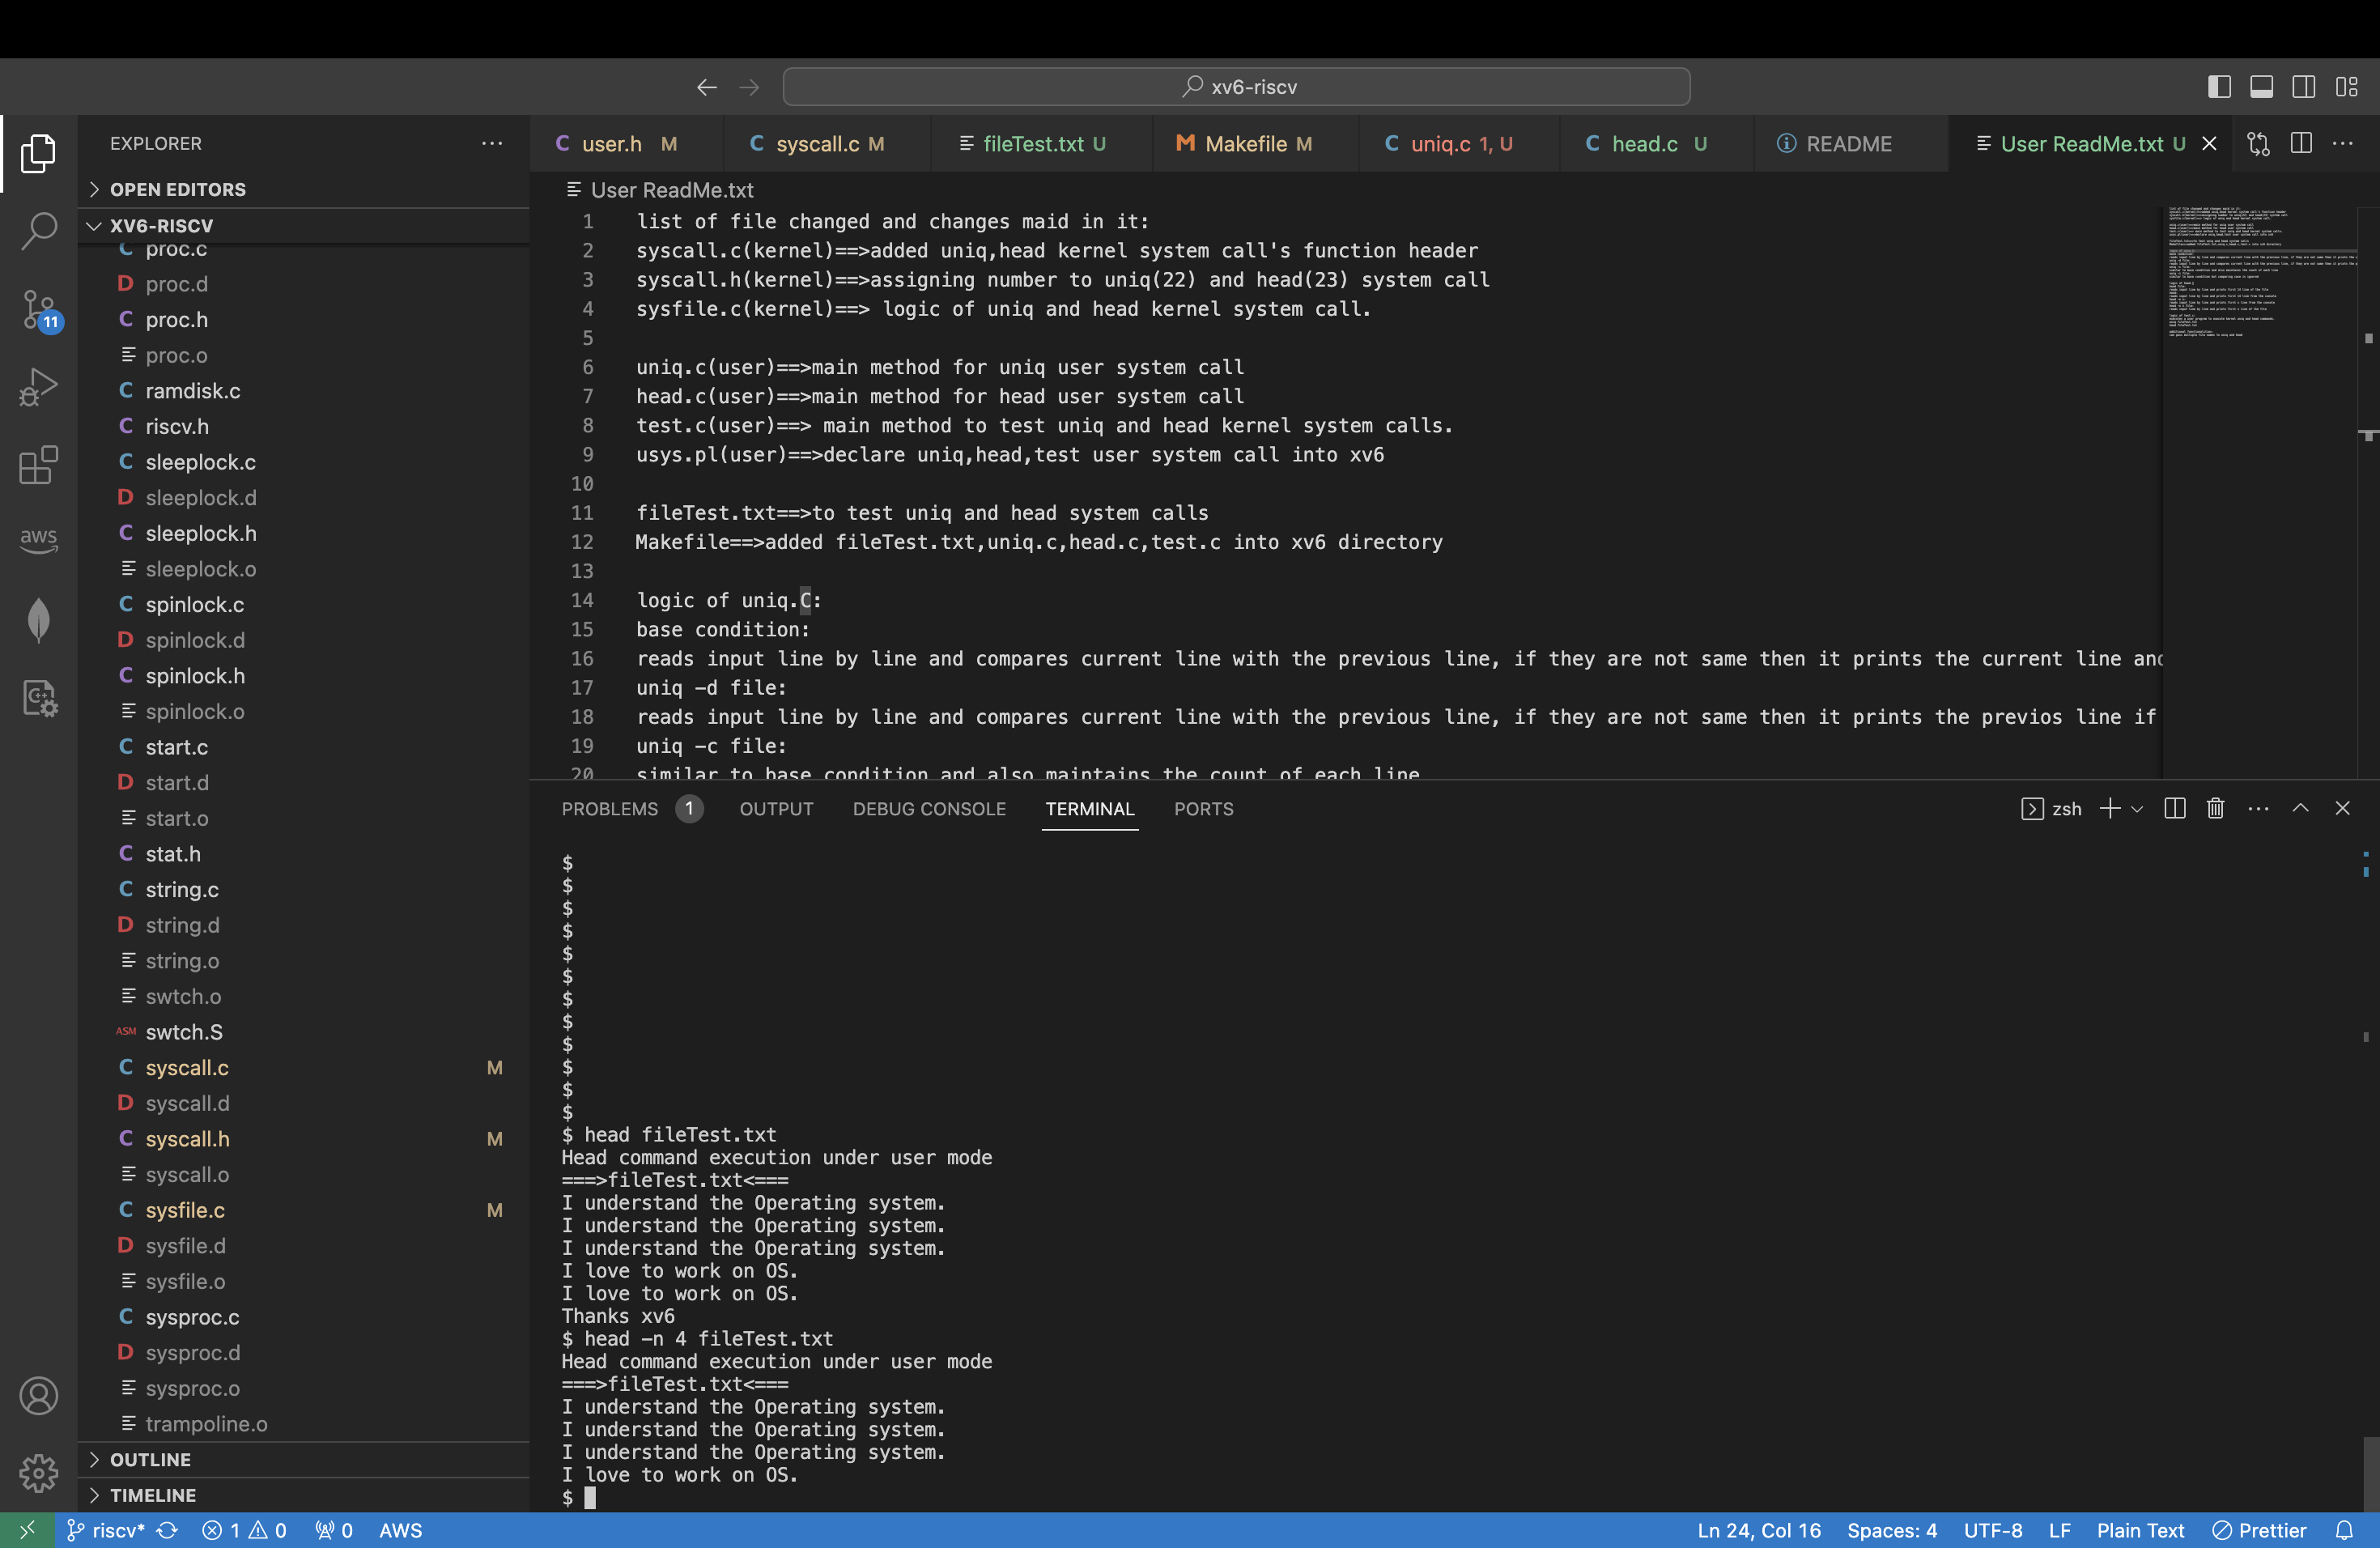 xv6-riscv
EXPLORER
OPEN EDITORS
XV6-RISCV
proc.c
proc.d
proc.h
proc.o
ramdisk.c
riscv.h
sleeplock.c
sleeplock.d
sleeplock.h
sleeplock.o
spinlock.c
spinlock.d
spinlock.h
spinlock.o
start.c
start.d
start.o
stat.h
string.c
string.d
string.o
swtch.o
swtch.S
syscall.c M
syscall.d
syscall.h M
syscall.o
sysfile.c M
sysfile.d
sysfile.o
sysproc.c
sysproc.d
sysproc.o
trampoline.o
OUTLINE
TIMELINE
11
aws
user.h M
syscall.c M
fileTest.txt U
Makefile M
uniq.c 1, U
head.c U
README
User ReadMe.txt U
User ReadMe.txt
1 list of file changed and changes maid in it:
2 syscall.c(kernel)==>added uniq,head kernel system call's function header
3 syscall.h(kernel)==>assigning number to uniq(22) and head(23) system call
4 sysfile.c(kernel)==> logic of uniq and head kernel system call.
5
6 uniq.c(user)==>main method for uniq user system call
7 head.c(user)==>main method for head user system call
8 test.c(user)==> main method to test uniq and head kernel system calls.
9 usys.pl(user)==>declare uniq,head,test user system call into xv6
10
11 fileTest.txt==>to test uniq and head system calls
12 Makefile==>added fileTest.txt,uniq.c,head.c,test.c into xv6 directory
13
14 logic of uniq.C:
15 base condition:
16 reads input line by line and compares current line with the previous line, if they are not same then it prints the current line and
17 uniq -d file:
18 reads input line by line and compares current line with the previous line, if they are not same then it prints the previos line if
19 uniq -c file:
20 similar to base condition and also maintains the count of each line
PROBLEMS 1 OUTPUT DEBUG CONSOLE TERMINAL PORTS
zsh
$
$
$
$
$
$
$
$
$
$
$
$
$ head fileTest.txt
Head command execution under user mode
===>fileTest.txt<===
I understand the Operating system.
I understand the Operating system.
I understand the Operating system.
I love to work on OS.
I love to work on OS.
Thanks xv6
$ head -n 4 fileTest.txt
Head command execution under user mode
===>fileTest.txt<===
I understand the Operating system.
I understand the Operating system.
I understand the Operating system.
I love to work on OS.
$
riscv* 1 0 0 AWS
Ln 24, Col 16 Spaces: 4 UTF-8 LF Plain Text Prettier